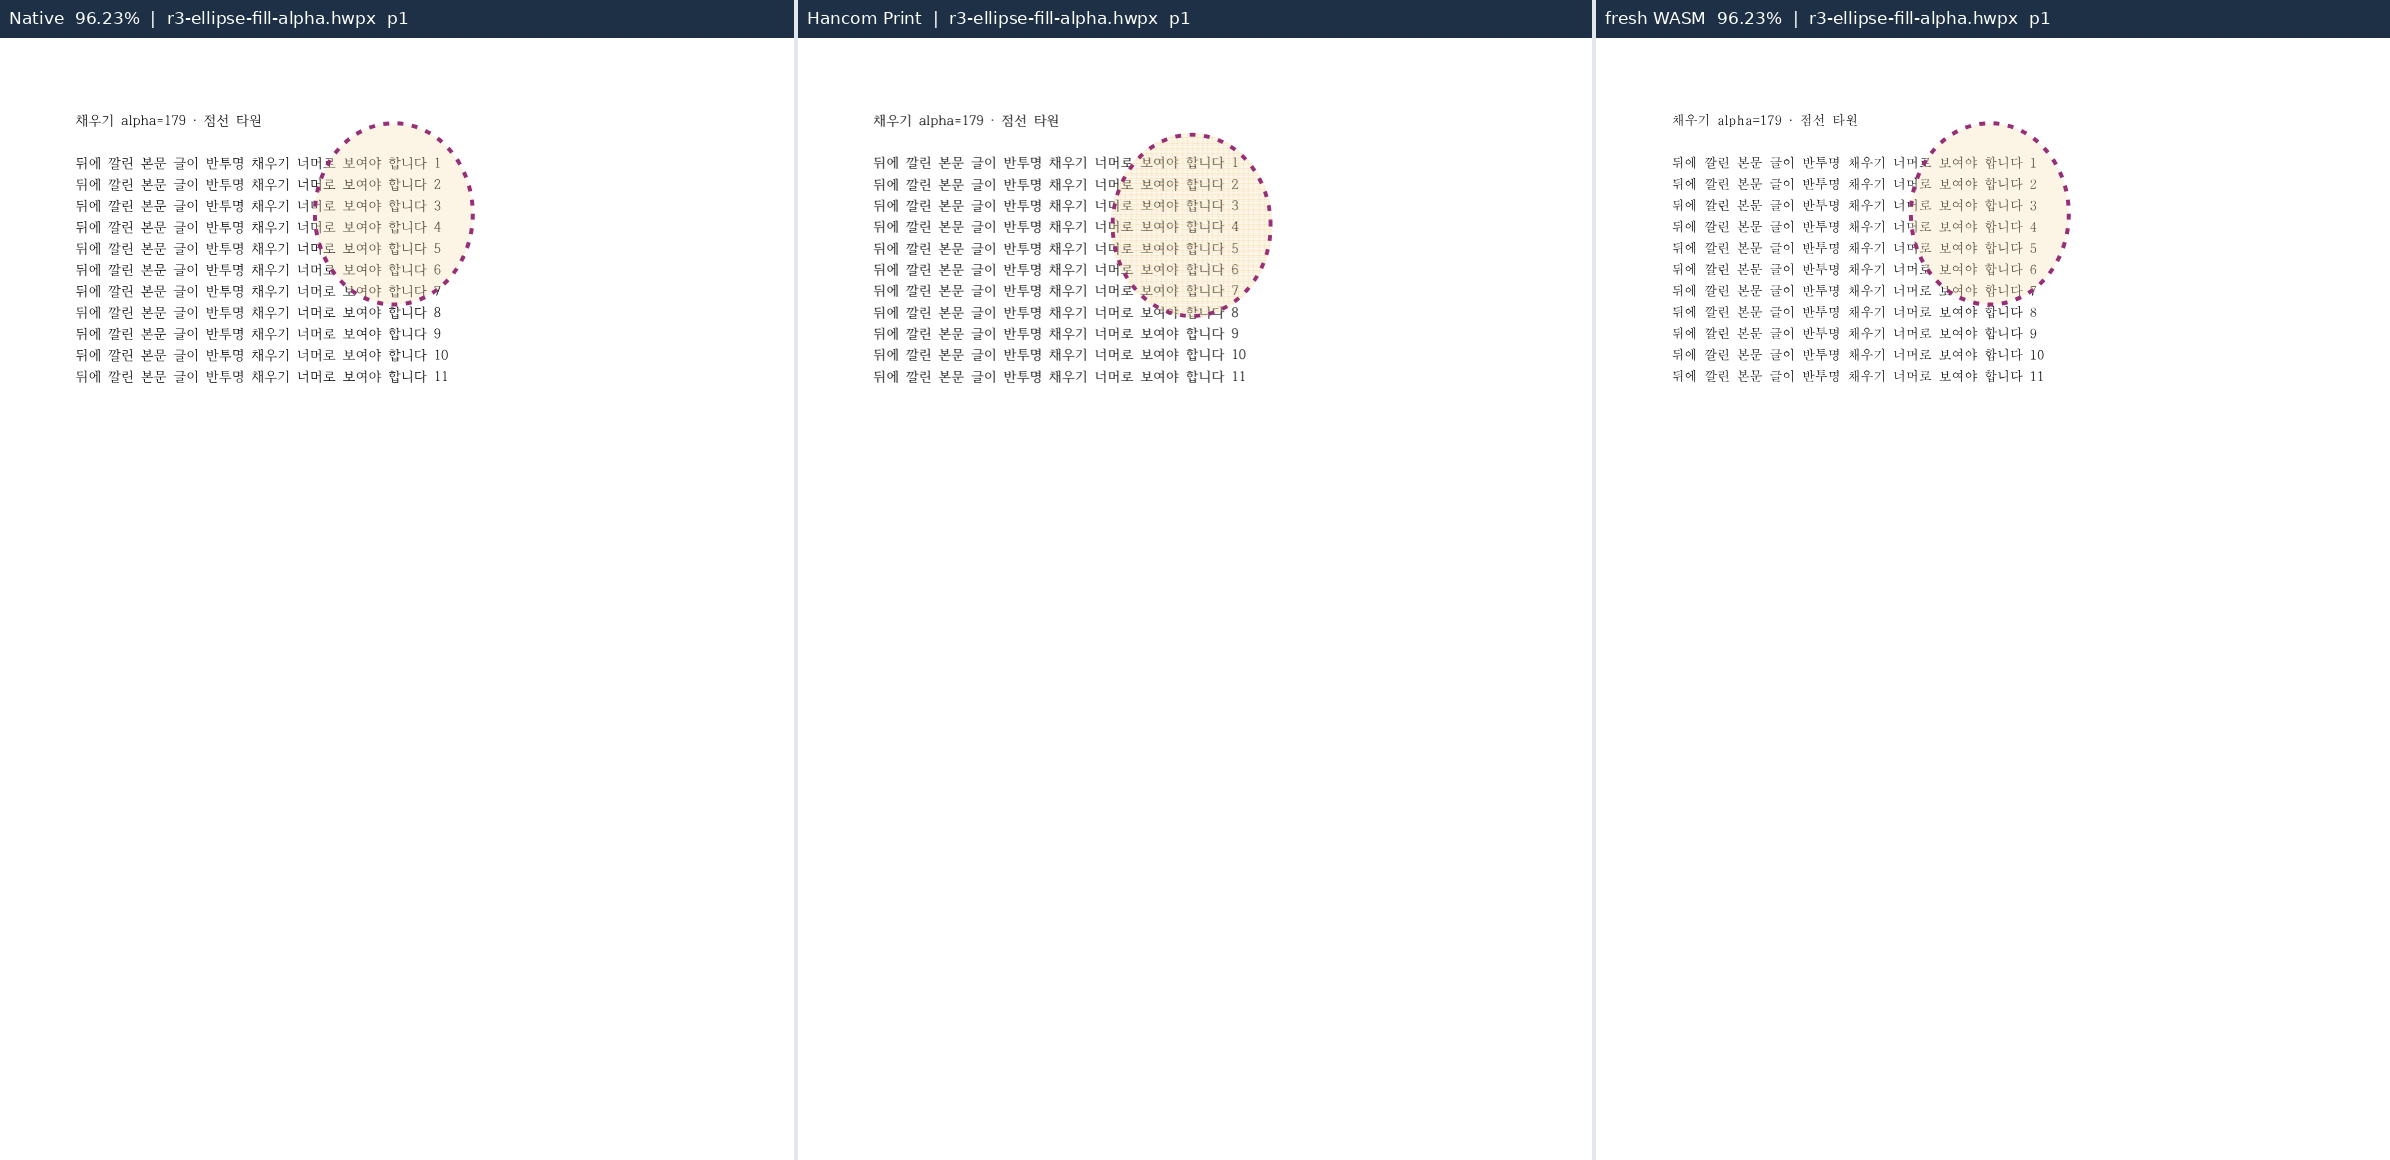 Native 96.23% | r3-ellipse-fill-alpha.hwpx p1
채우기 alpha=179 · 점선 타원
뒤에 깔린 본문 글이 반투명 채우기 너머로 보여야 합니다 1
뒤에 깔린 본문 글이 반투명 채우기 너머로 보여야 합니다 2
뒤에 깔린 본문 글이 반투명 채우기 너머로 보여야 합니다 3
뒤에 깔린 본문 글이 반투명 채우기 너머로 보여야 합니다 4
뒤에 깔린 본문 글이 반투명 채우기 너머로 보여야 합니다 5
뒤에 깔린 본문 글이 반투명 채우기 너머로 보여야 합니다 6
뒤에 깔린 본문 글이 반투명 채우기 너머로 보여야 합니다 7
뒤에 깔린 본문 글이 반투명 채우기 너머로 보여야 합니다 8
뒤에 깔린 본문 글이 반투명 채우기 너머로 보여야 합니다 9
뒤에 깔린 본문 글이 반투명 채우기 너머로 보여야 합니다 10
뒤에 깔린 본문 글이 반투명 채우기 너머로 보여야 합니다 11
Hancom Print | r3-ellipse-fill-alpha.hwpx p1
채우기 alpha=179 · 점선 타원
뒤에 깔린 본문 글이 반투명 채우기 너머로 보여야 합니다 1
뒤에 깔린 본문 글이 반투명 채우기 너머로 보여야 합니다 2
뒤에 깔린 본문 글이 반투명 채우기 너머로 보여야 합니다 3
뒤에 깔린 본문 글이 반투명 채우기 너머로 보여야 합니다 4
뒤에 깔린 본문 글이 반투명 채우기 너머로 보여야 합니다 5
뒤에 깔린 본문 글이 반투명 채우기 너머로 보여야 합니다 6
뒤에 깔린 본문 글이 반투명 채우기 너머로 보여야 합니다 7
뒤에 깔린 본문 글이 반투명 채우기 너머로 보여야 합니다 8
뒤에 깔린 본문 글이 반투명 채우기 너머로 보여야 합니다 9
뒤에 깔린 본문 글이 반투명 채우기 너머로 보여야 합니다 10
뒤에 깔린 본문 글이 반투명 채우기 너머로 보여야 합니다 11
fresh WASM 96.23% | r3-ellipse-fill-alpha.hwpx p1
채우기 alpha=179 · 점선 타원
뒤에 깔린 본문 글이 반투명 채우기 너머로 보여야 합니다 1
뒤에 깔린 본문 글이 반투명 채우기 너머로 보여야 합니다 2
뒤에 깔린 본문 글이 반투명 채우기 너머로 보여야 합니다 3
뒤에 깔린 본문 글이 반투명 채우기 너머로 보여야 합니다 4
뒤에 깔린 본문 글이 반투명 채우기 너머로 보여야 합니다 5
뒤에 깔린 본문 글이 반투명 채우기 너머로 보여야 합니다 6
뒤에 깔린 본문 글이 반투명 채우기 너머로 보여야 합니다 7
뒤에 깔린 본문 글이 반투명 채우기 너머로 보여야 합니다 8
뒤에 깔린 본문 글이 반투명 채우기 너머로 보여야 합니다 9
뒤에 깔린 본문 글이 반투명 채우기 너머로 보여야 합니다 10
뒤에 깔린 본문 글이 반투명 채우기 너머로 보여야 합니다 11